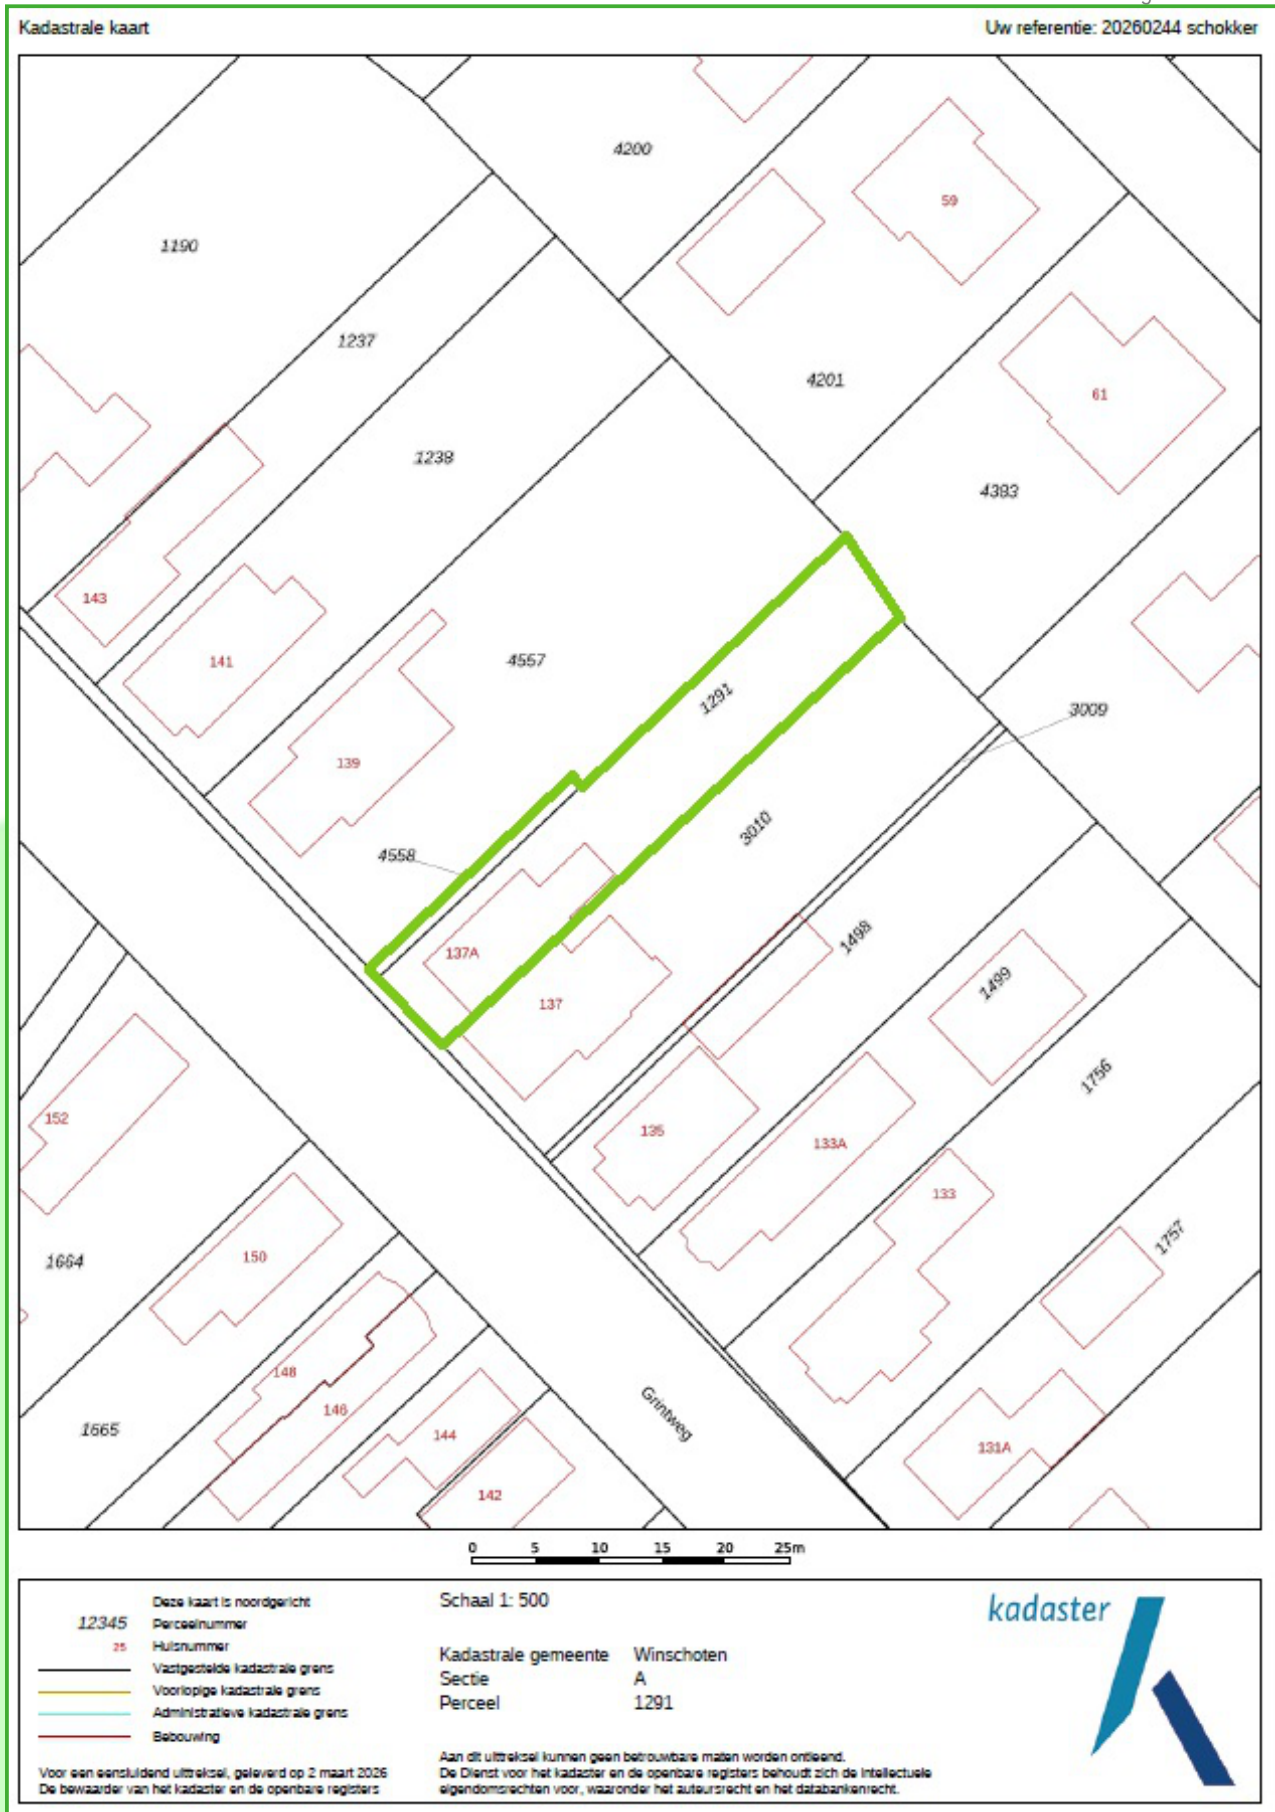 Kadastrale kaart
Uw referentie: 20260244 schokker
4200
59
1190
1237
4201
61
1238
4383
143
141
4557
1291
3009
139
3010
4558
1498
137A
1499
137
1756
152
135
133A
133
1757
1664
150
148
Grintweg
146
1665
144
131A
142
0 5 10 15 20 25m
Deze kaart is noordgericht
12345 Perceelnummer
25 Huisnummer
Vastgestelde kadastrale grens
Voorlopige kadastrale grens
Administratieve kadastrale grens
Bebouwing
Voor een eensluidend uittreksel, geleverd op 2 maart 2026
De bewaarder van het kadaster en de openbare registers
Schaal 1: 500
Kadastrale gemeente Winschoten
Sectie A
Perceel 1291
Aan dit uittreksel kunnen geen betrouwbare maten worden ontleend.
De Dienst voor het kadaster en de openbare registers behoudt zich de intellectuele
eigendomsrechten voor, waaronder het auteursrecht en het databankenrecht.
kadaster